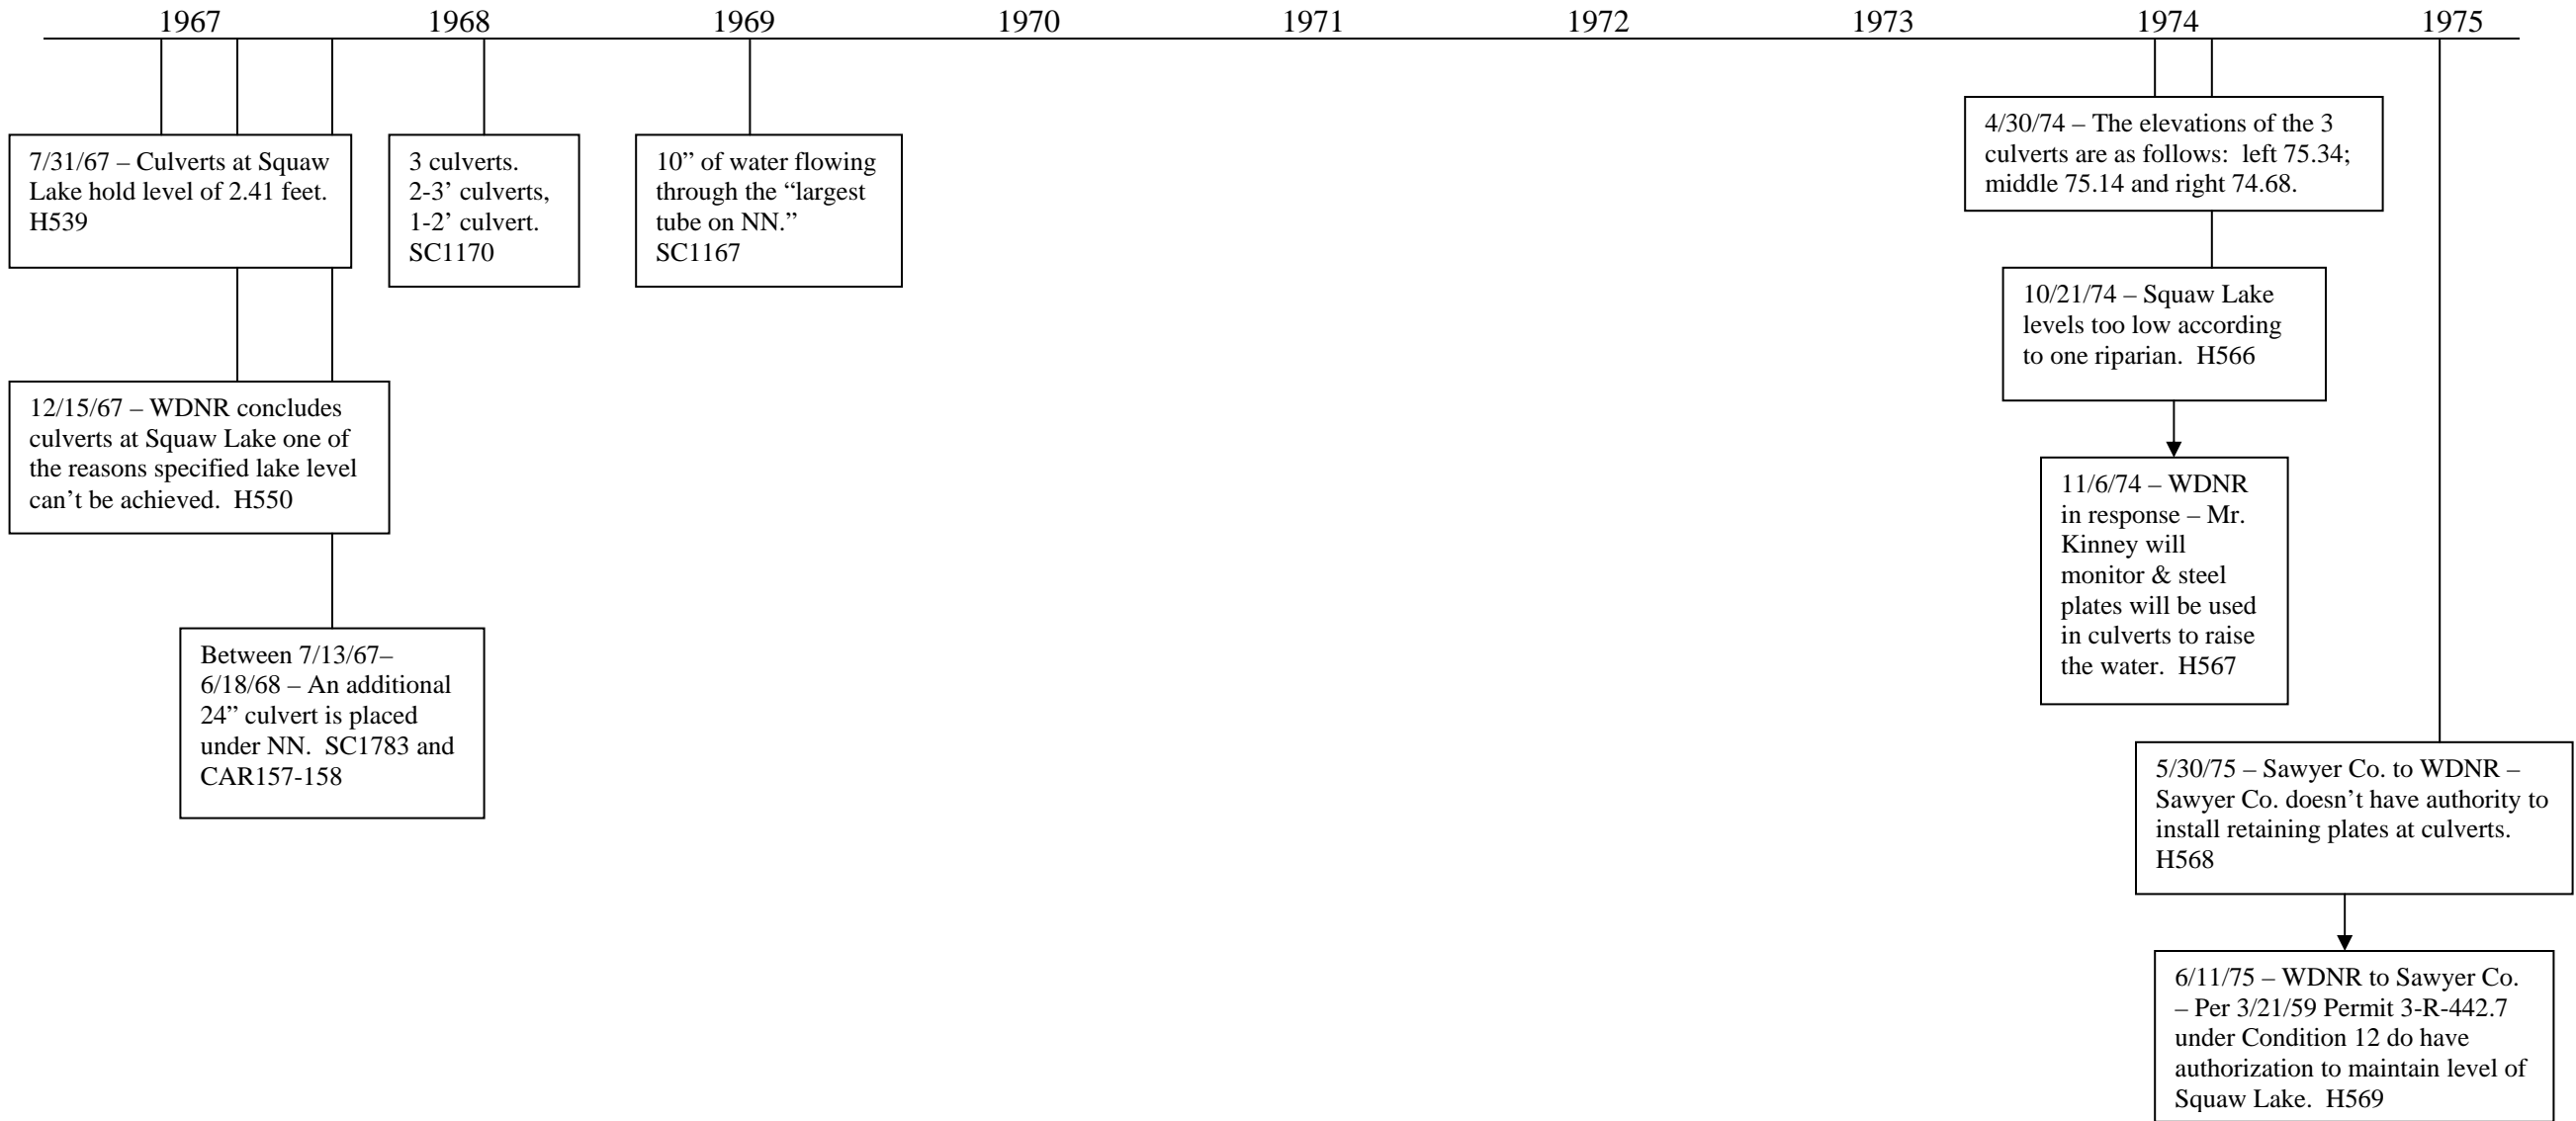 1967 1968 1969 1970 1971 1972 1973 1974 1975
7/31/67 – Culverts at Squaw
Lake hold level of 2.41 feet.
H539
3 culverts.
2-3’ culverts,
1-2’ culvert.
SC1170
10” of water flowing
through the “largest
tube on NN.”
SC1167
4/30/74 – The elevations of the 3
culverts are as follows: left 75.34;
middle 75.14 and right 74.68.
10/21/74 – Squaw Lake
levels too low according
to one riparian. H566
12/15/67 – WDNR concludes
culverts at Squaw Lake one of
the reasons specified lake level
can’t be achieved. H550
11/6/74 – WDNR
in response – Mr.
Kinney will
monitor & steel
plates will be used
in culverts to raise
the water. H567
Between 7/13/67–
6/18/68 – An additional
24” culvert is placed
under NN. SC1783 and
CAR157-158
5/30/75 – Sawyer Co. to WDNR –
Sawyer Co. doesn’t have authority to
install retaining plates at culverts.
H568
6/11/75 – WDNR to Sawyer Co.
– Per 3/21/59 Permit 3-R-442.7
under Condition 12 do have
authorization to maintain level of
Squaw Lake. H569